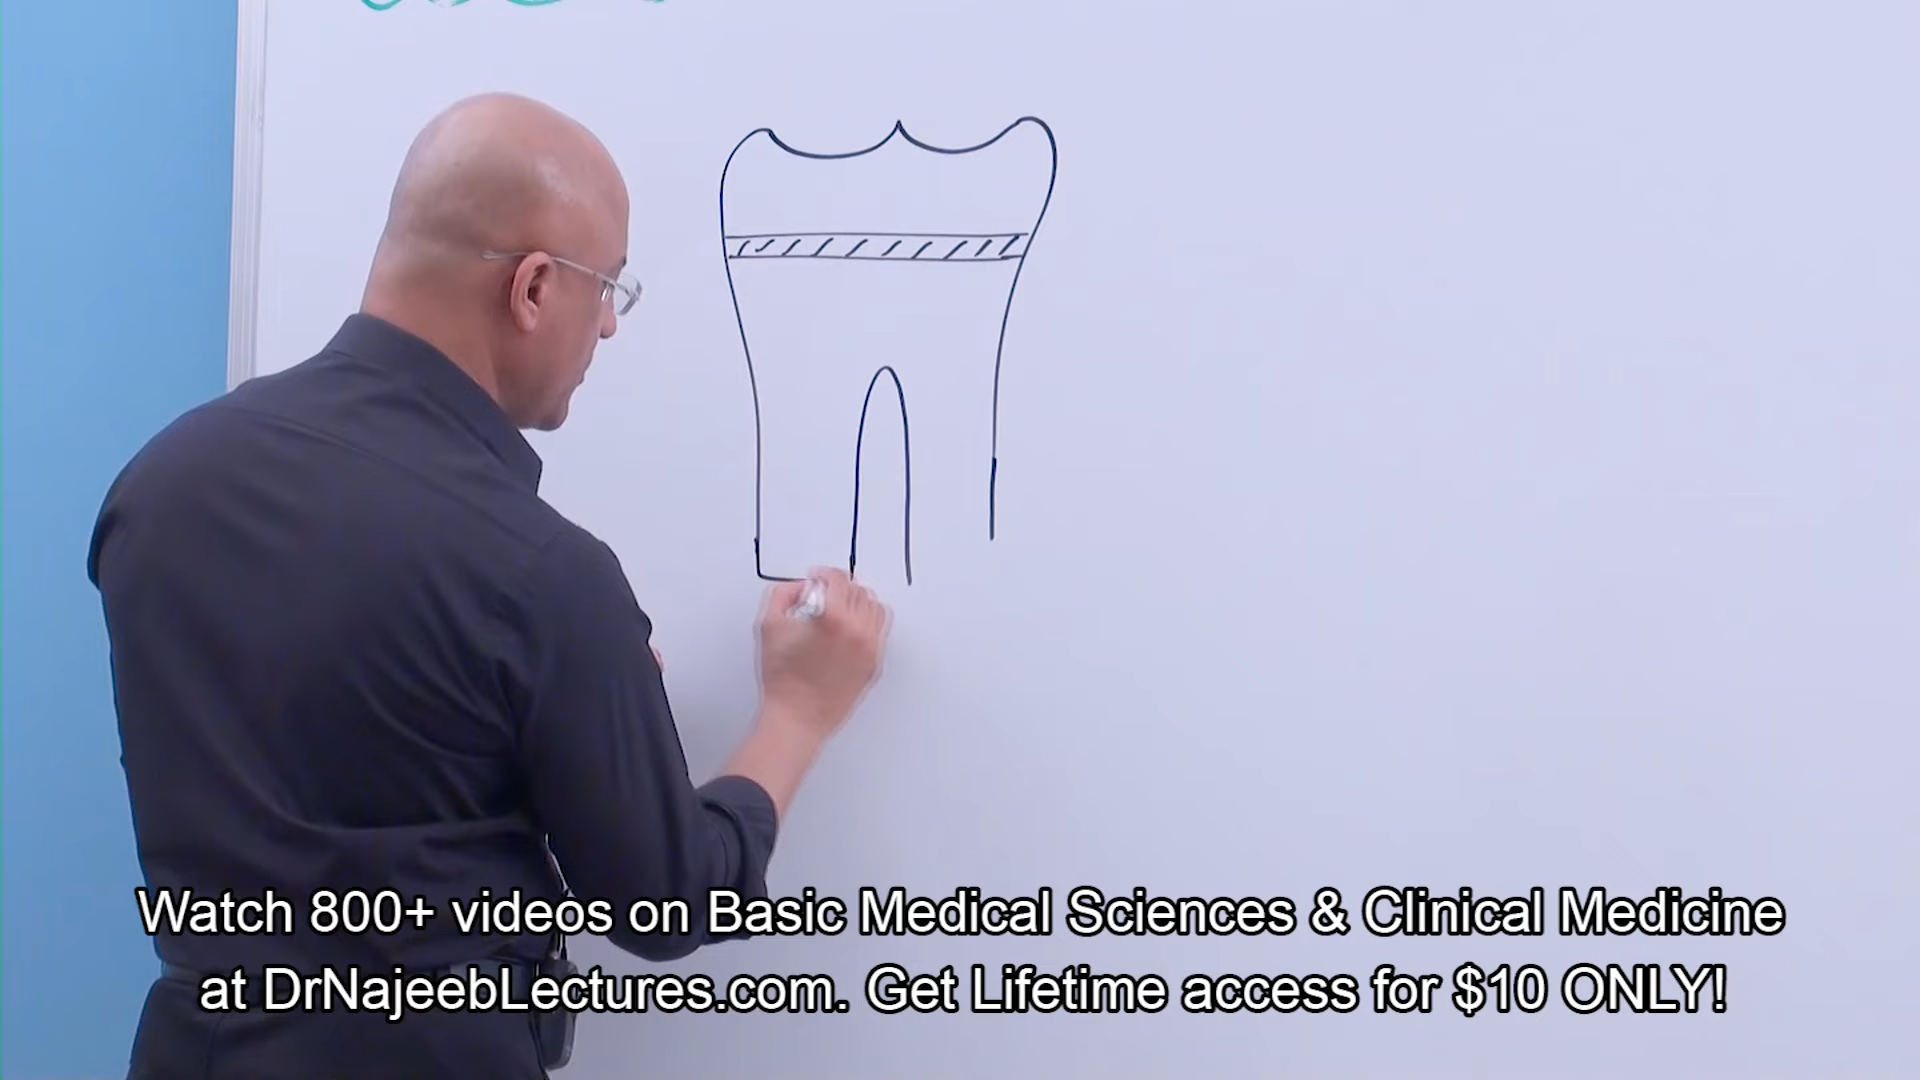 Watch 800+ videos on Basic Medical Sciences & Clinical Medicine
at DrNajeebLectures.com. Get Lifetime access for $10 ONLY!